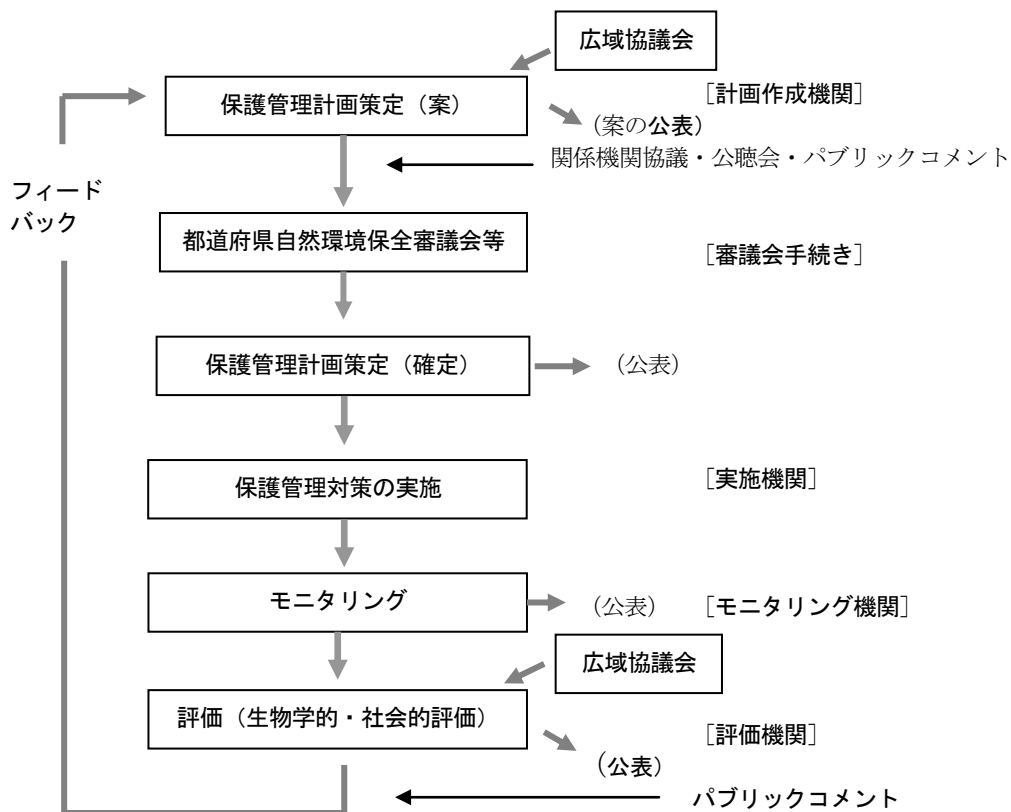 広域協議会
保護管理計画策定（案）
［計画作成機関］
（案の公表）
関係機関協議・公聴会・パブリックコメント
フィード
バック
都道府県自然環境保全審議会等
［審議会手続き］
保護管理計画策定（確定）
（公表）
保護管理対策の実施
［実施機関］
モニタリング
（公表）
［モニタリング機関］
広域協議会
評価（生物学的・社会的評価）
［評価機関］
（公表）
パブリックコメント